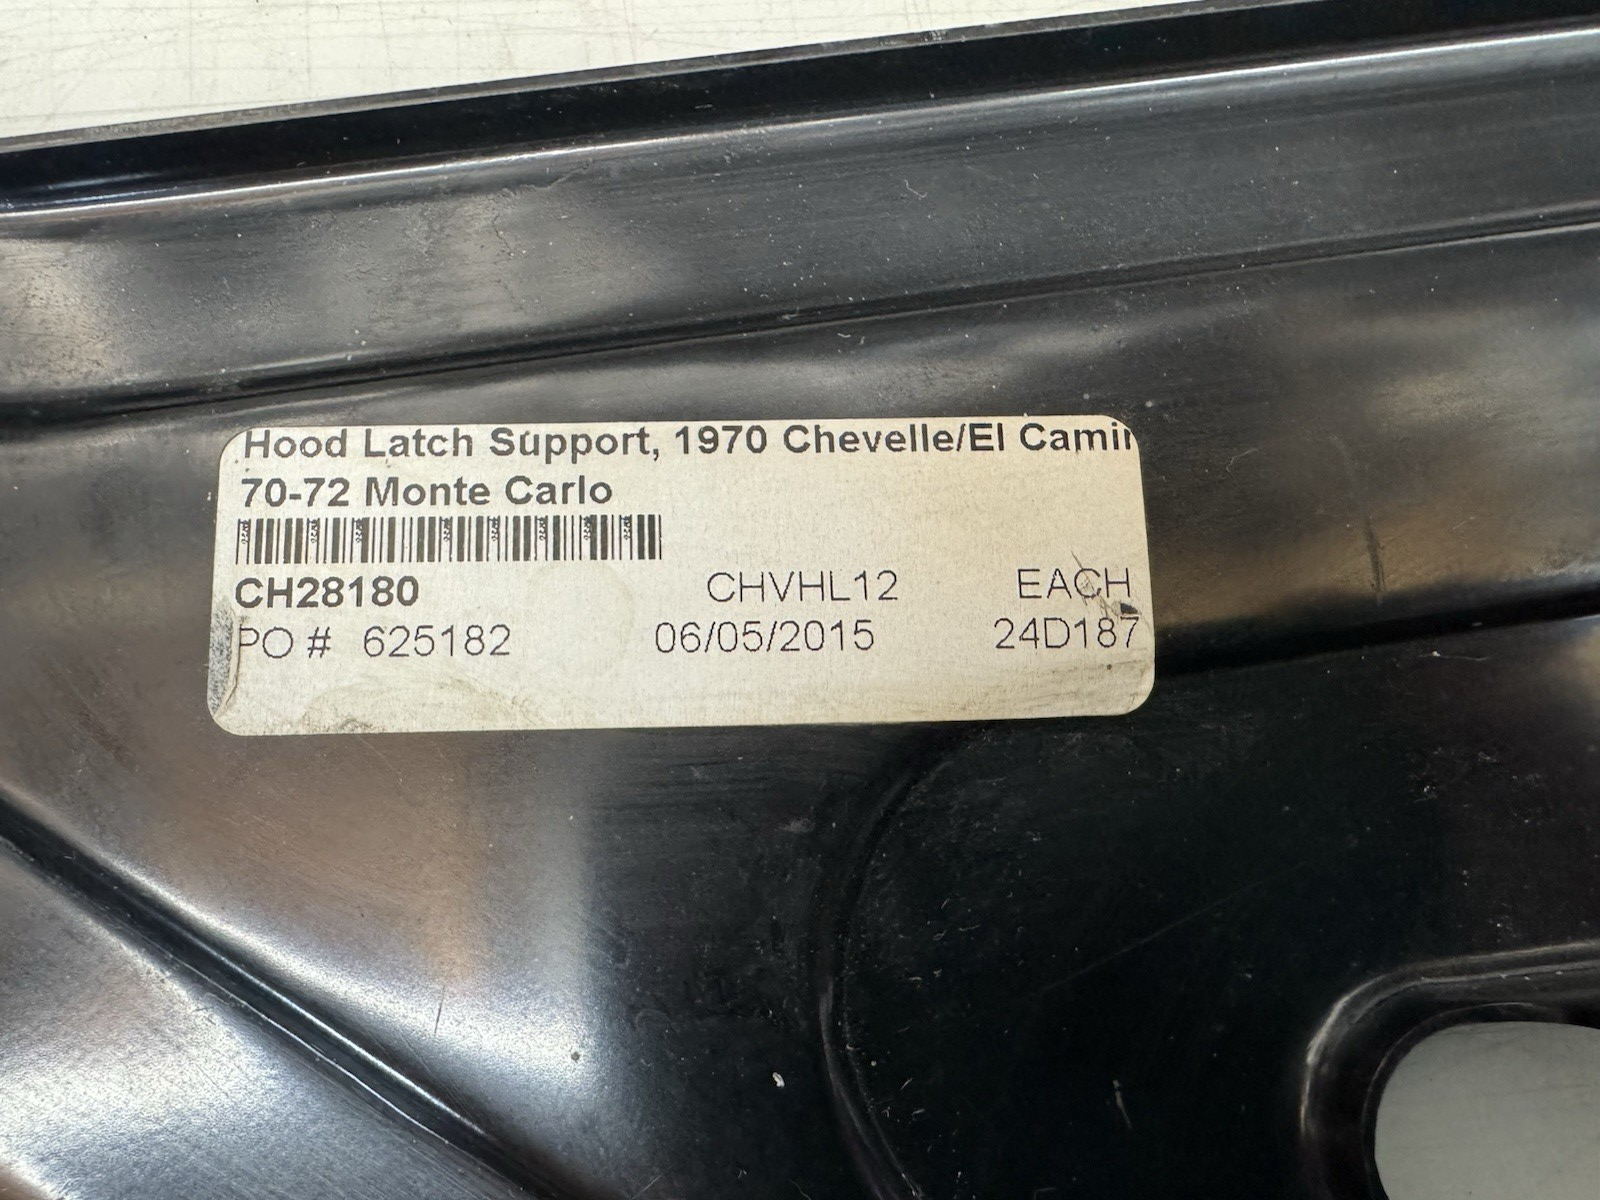 Hood Latch Support, 1970 Chevelle/El Camin
70-72 Monte Carlo
CH28180 CHVHL12 EACH
PO # 625182 06/05/2015 24D187